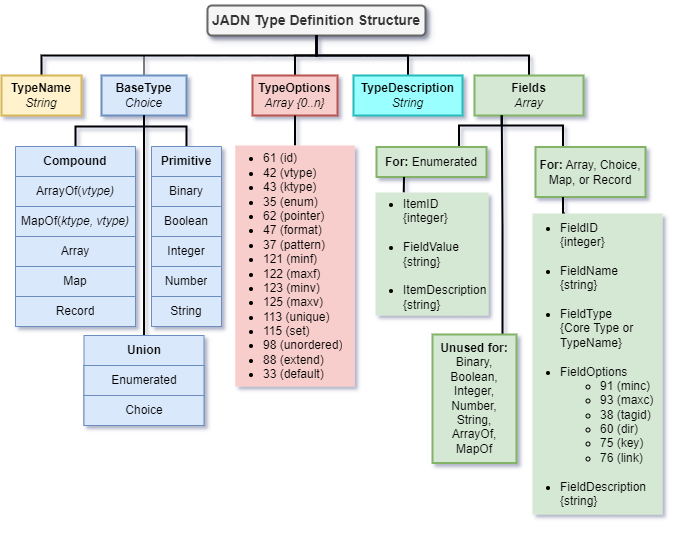 JADN Type Definition Structure
TypeName
String
BaseType
Choice
TypeOptions
Array {0..n}
TypeDescription
String
Fields
Array
Compound
ArrayOf(vtype)
MapOf(ktype, vtype)
Array
Map
Record
Primitive
Binary
Boolean
Integer
Number
String
Union
Enumerated
Choice
• 61 (id)
• 42 (vtype)
• 43 (ktype)
• 35 (enum)
• 62 (pointer)
• 47 (format)
• 37 (pattern)
• 121 (minf)
• 122 (maxf)
• 123 (minv)
• 125 (maxv)
• 113 (unique)
• 115 (set)
• 98 (unordered)
• 88 (extend)
• 33 (default)
For: Enumerated
• ItemID
{integer}
• FieldValue
{string}
• ItemDescription
{string}
Unused for:
Binary,
Boolean,
Integer,
Number,
String,
ArrayOf,
MapOf
For: Array, Choice,
Map, or Record
• FieldID
{integer}
• FieldName
{string}
• FieldType
{Core Type or
TypeName}
• FieldOptions
○ 91 (minc)
○ 93 (maxc)
○ 38 (tagid)
○ 60 (dir)
○ 75 (key)
○ 76 (link)
• FieldDescription
{string}